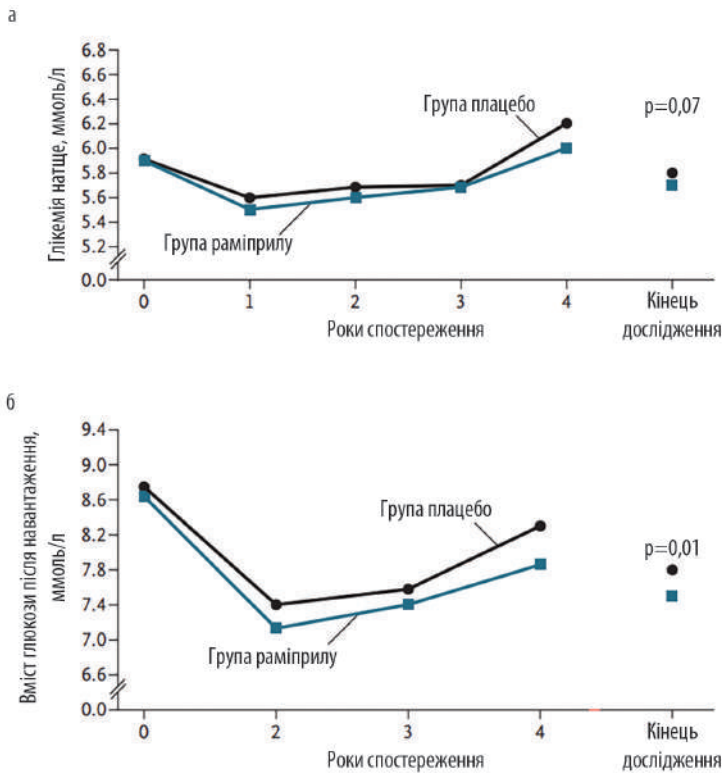 а
Глікемія натще, ммоль/л
6.8
6.6
6.4
6.2
6.0
5.8
5.6
5.4
5.2
0.0
Група плацебо
p=0,07
Група раміприлу
0
1
2
3
4
Кінець
дослідження
Роки спостереження
б
Вміст глюкози після навантаження,
ммоль/л
9.4
9.0
8.6
8.2
7.8
7.4
7.0
6.6
0.0
Група плацебо
p=0,01
Група раміприлу
0
2
3
4
Кінець
дослідження
Роки спостереження